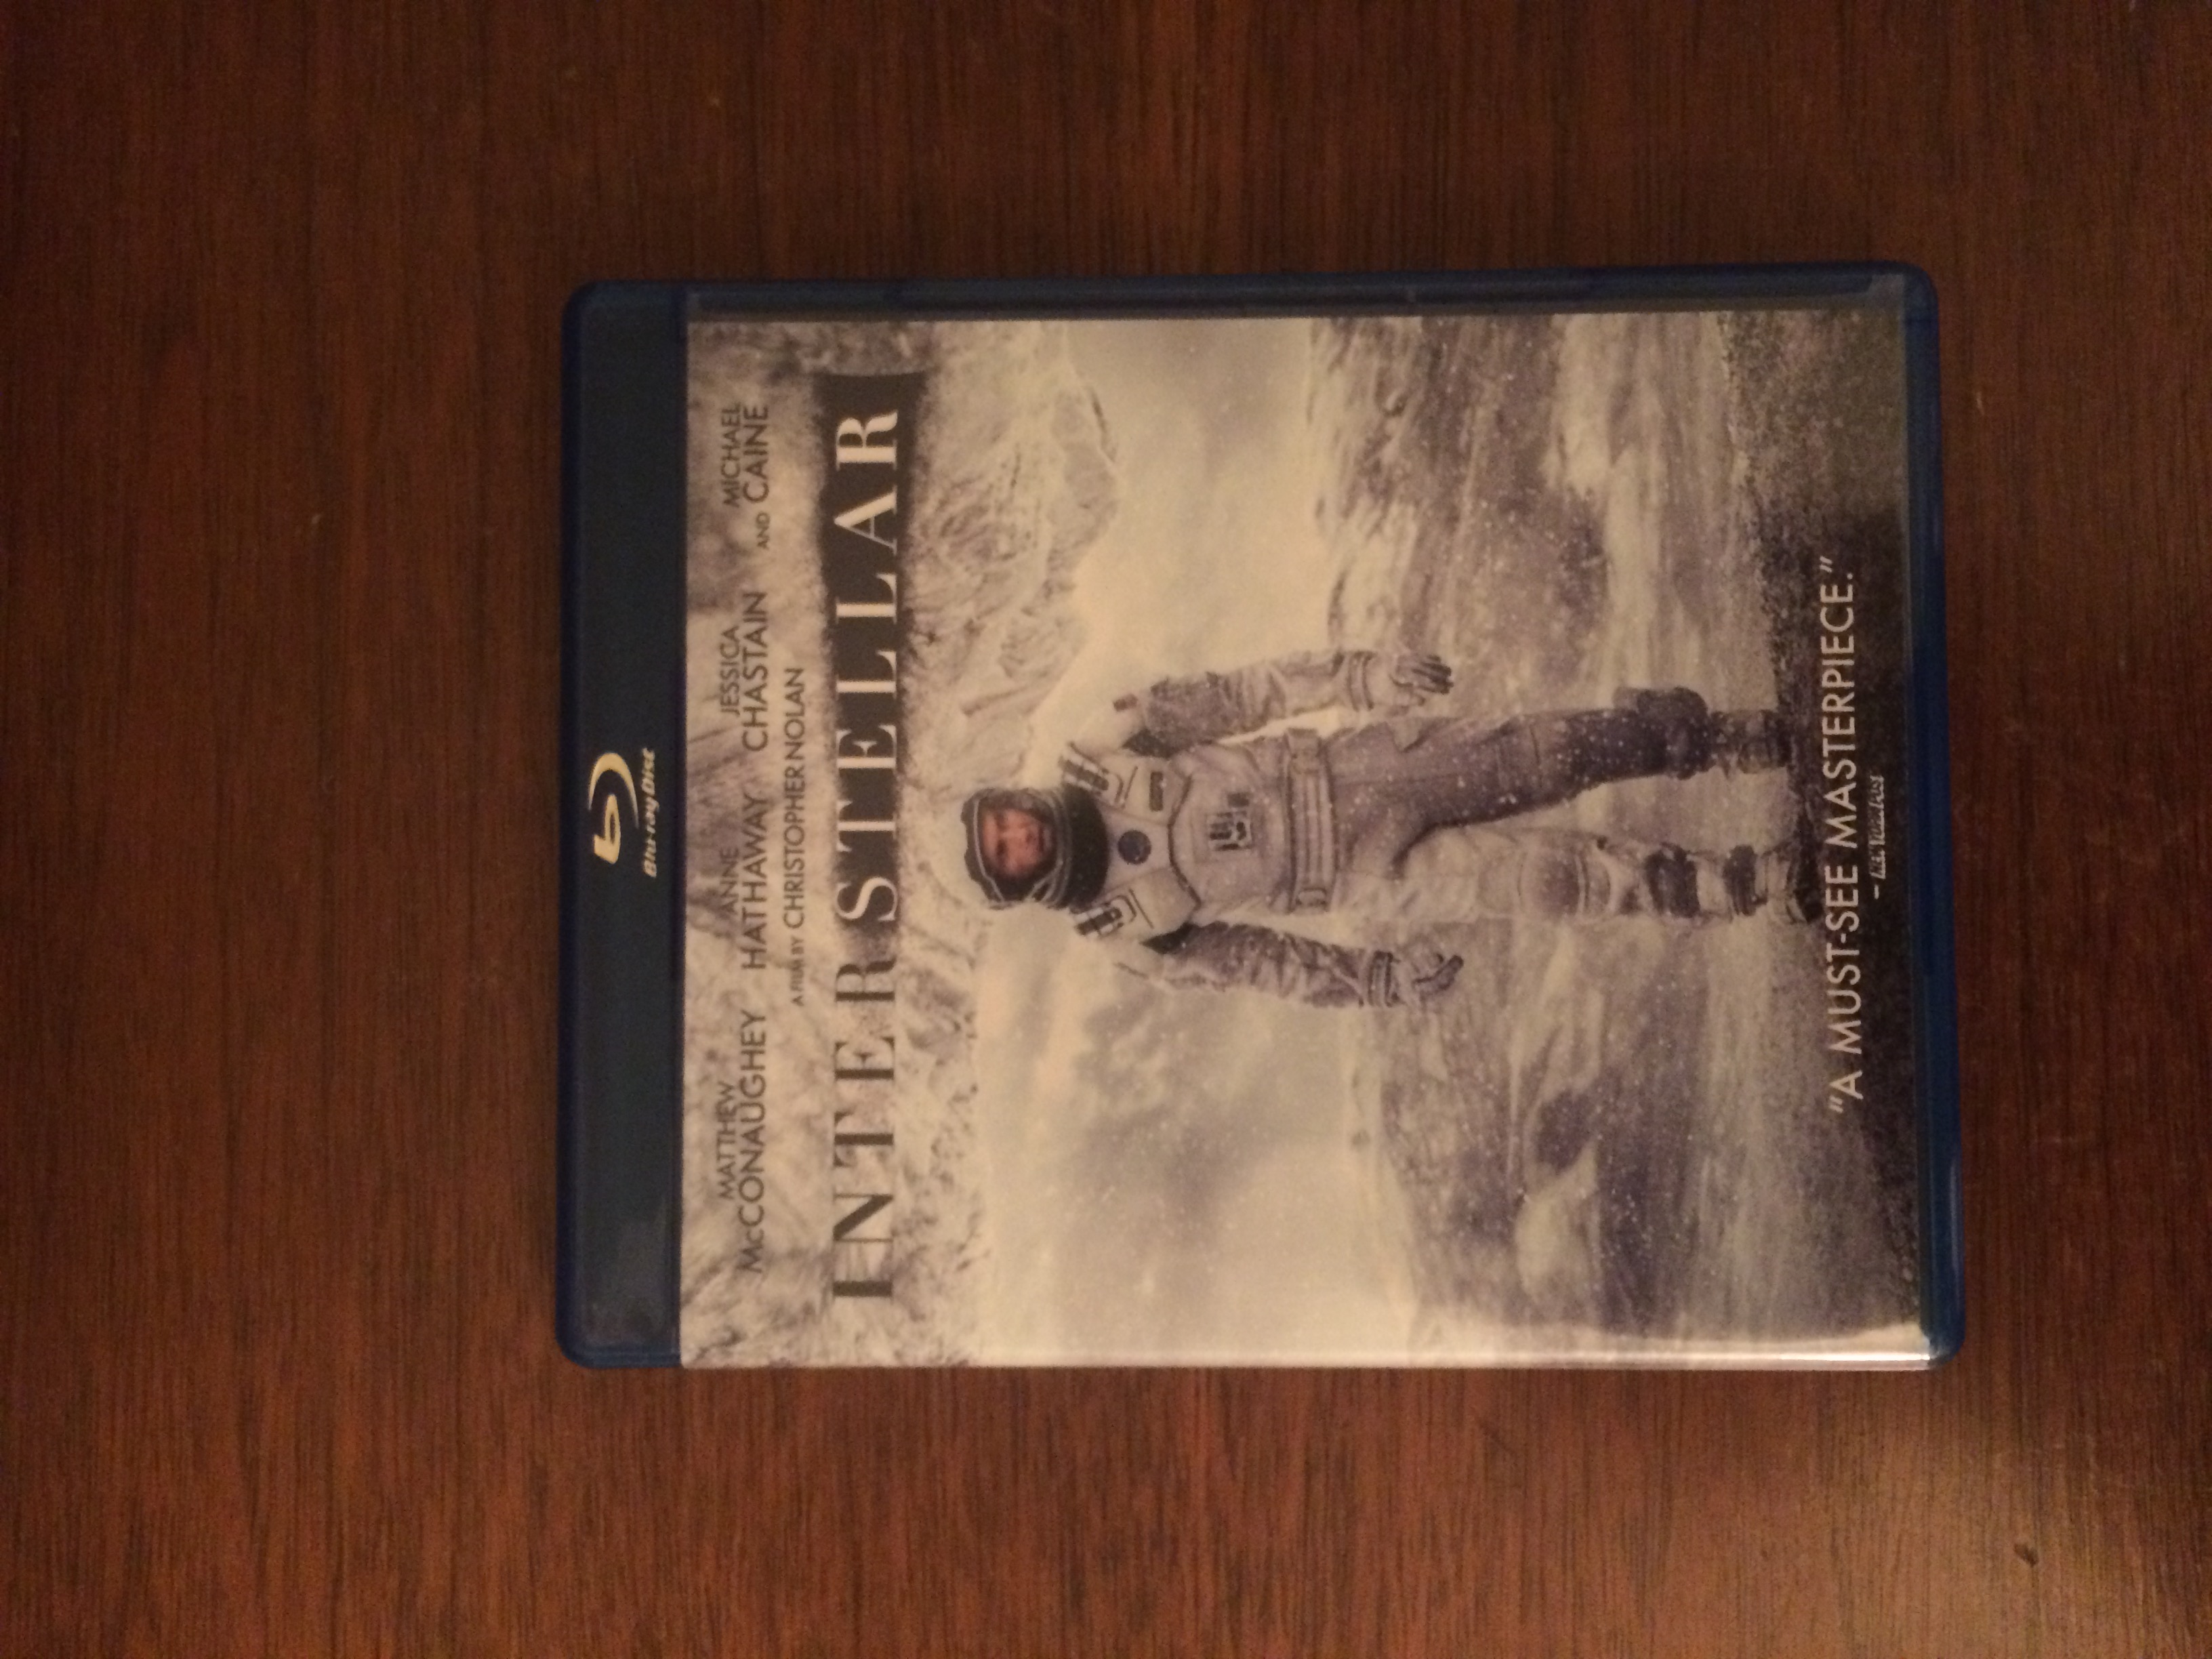 Blu-ray Disc
MATTHEW ANNE JESSICA MICHAEL
McCONAUGHEY HATHAWAY CHASTAIN AND CAINE
A FILM BY CHRISTOPHER NOLAN
INTERSTELLAR
"A MUST-SEE MASTERPIECE."